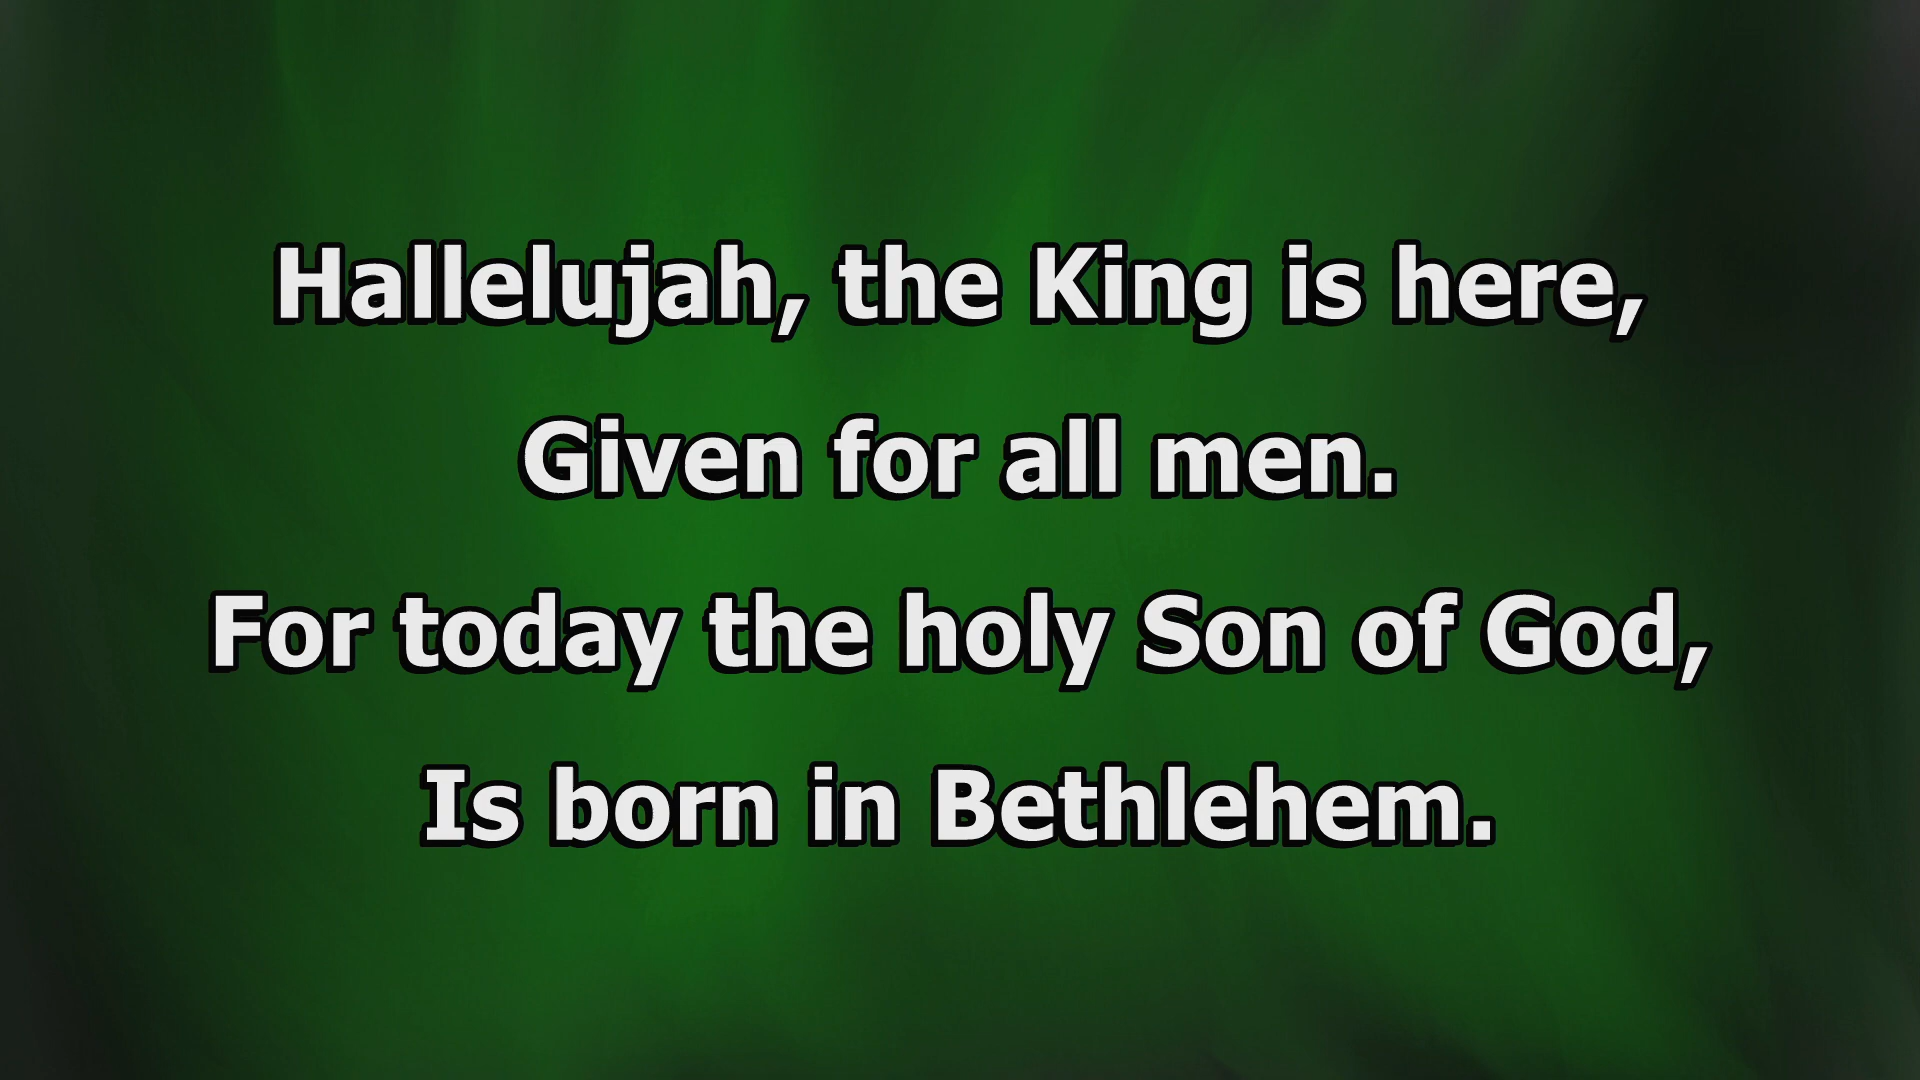 Hallelujah, the King is here,
Given for all men.
For today the holy Son of God,
Is born in Bethlehem.